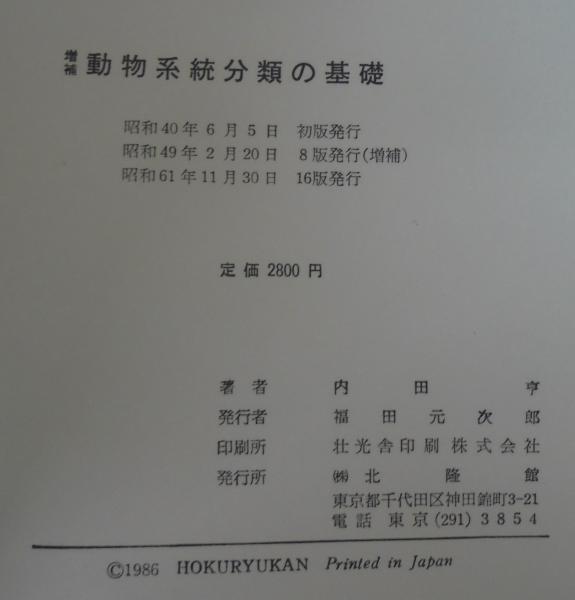 増補 動物系統分類の基礎
昭和40年 6月 5日 初版発行
昭和49年 2月20日 8版発行(増補)
昭和61年11月30日 16版発行
定価 2800円
著者 内田亨
発行者 福田元次郎
印刷所 壮光舎印刷株式会社
発行所 ㈱北隆館
東京都千代田区神田錦町3-21
電話 東京(291)3854
©1986 HOKURYUKAN Printed in Japan